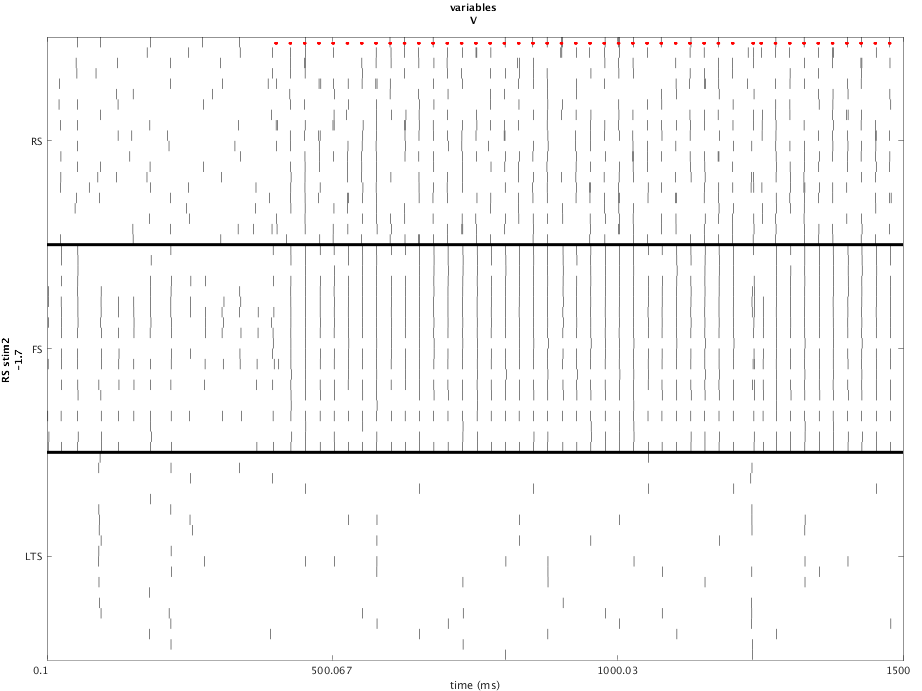 variables
V
RS
FS
LTS
RS stim2
-1.7
0.1
500.067
1000.03
1500
time (ms)